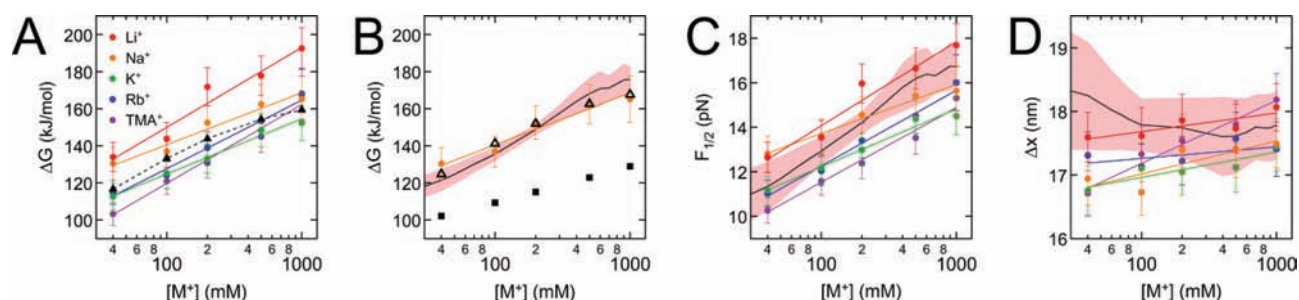 A
ΔG (kJ/mol)
200
180
160
140
120
100
Li⁺
Na⁺
K⁺
Rb⁺
TMA⁺
4 6 8 2 4 6 8
100 1000
[M⁺] (mM)
B
ΔG (kJ/mol)
200
180
160
140
120
100
4 6 8 2 4 6 8
100 1000
[M⁺] (mM)
C
F₁/₂ (pN)
18
16
14
12
10
4 6 8 2 4 6 8
100 1000
[M⁺] (mM)
D
Δx (nm)
19
18
17
16
4 6 8 2 4 6 8
100 1000
[M⁺] (mM)